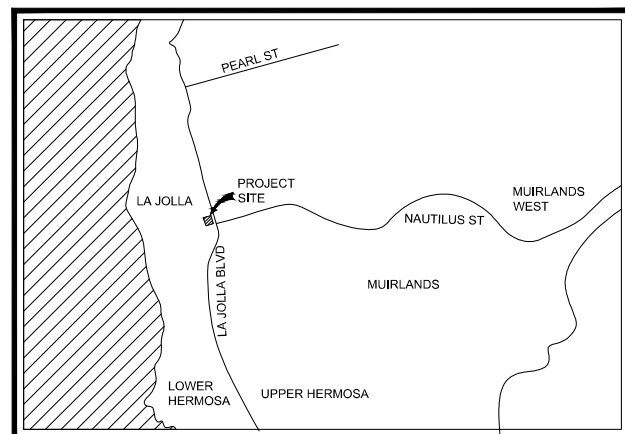 PEARL ST
PROJECT
SITE
LA JOLLA
MUIRLANDS
WEST
NAUTILUS ST
LA JOLLA BLVD
MUIRLANDS
LOWER
HERMOSA
UPPER HERMOSA